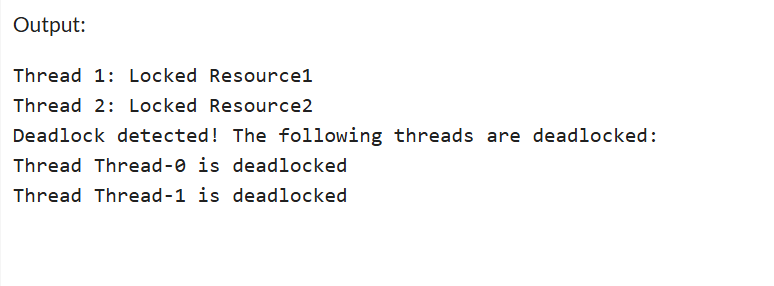 Output:
Thread 1: Locked Resource1
Thread 2: Locked Resource2
Deadlock detected! The following threads are deadlocked:
Thread Thread-0 is deadlocked
Thread Thread-1 is deadlocked